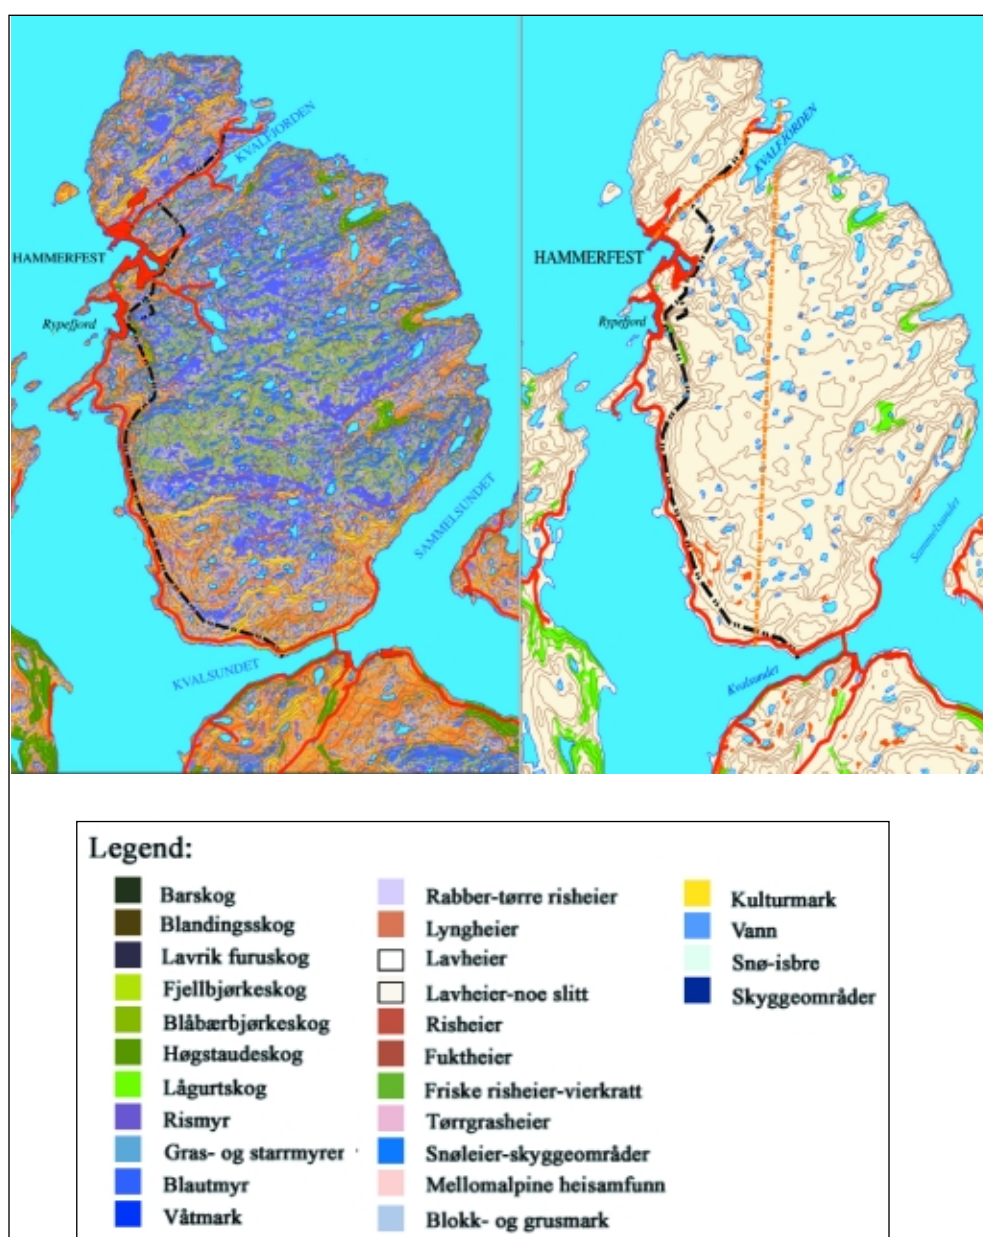 KVALFJORDEN
HAMMERFEST
Rypefjord
SAMMELSUNDET
KVALSUNDET
KVALFJORDEN
HAMMERFEST
Rypefjord
Sammelsundet
Kvalsundet
Legend:
Barskog
Blandingsskog
Lavrik furuskog
Fjellbjørkeskog
Blåbærbjørkeskog
Høgstaudeskog
Lågurtskog
Rismyr
Gras- og starrmyrer
Blautmyr
Våtmark
Rabber-tørre risheier
Lyngheier
Lavheier
Lavheier-noe slitt
Risheier
Fuktheier
Friske risheier-vierkratt
Tørrgrasheier
Snøleier-skyggeområder
Mellomalpine heisamfunn
Blokk- og grusmark
Kulturmark
Vann
Snø-isbre
Skyggeområder